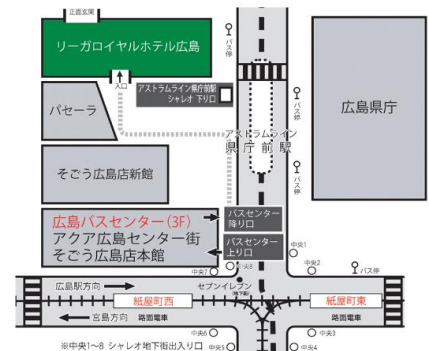 正面玄関
リーガロイヤルホテル広島
入口
バス停
アストラムライン県庁前駅
シャレオ 下り口
パセーラ
バス停
広島県庁
アストラムライン
県庁前駅
そごう広島店新館
バス停
広島バスセンター(3F)
アクア広島センター街
そごう広島店本館
バスセンター
降り口
バスセンター
上り口
中央1
中央7
中央8
中央2
バス停
セブンイレブン
広島駅方向
紙屋町西
紙屋町東
宮島方向
路面電車
路面電車
中央6
中央3
※中央1~8 シャレオ地下街出入り口
中央5
中央4